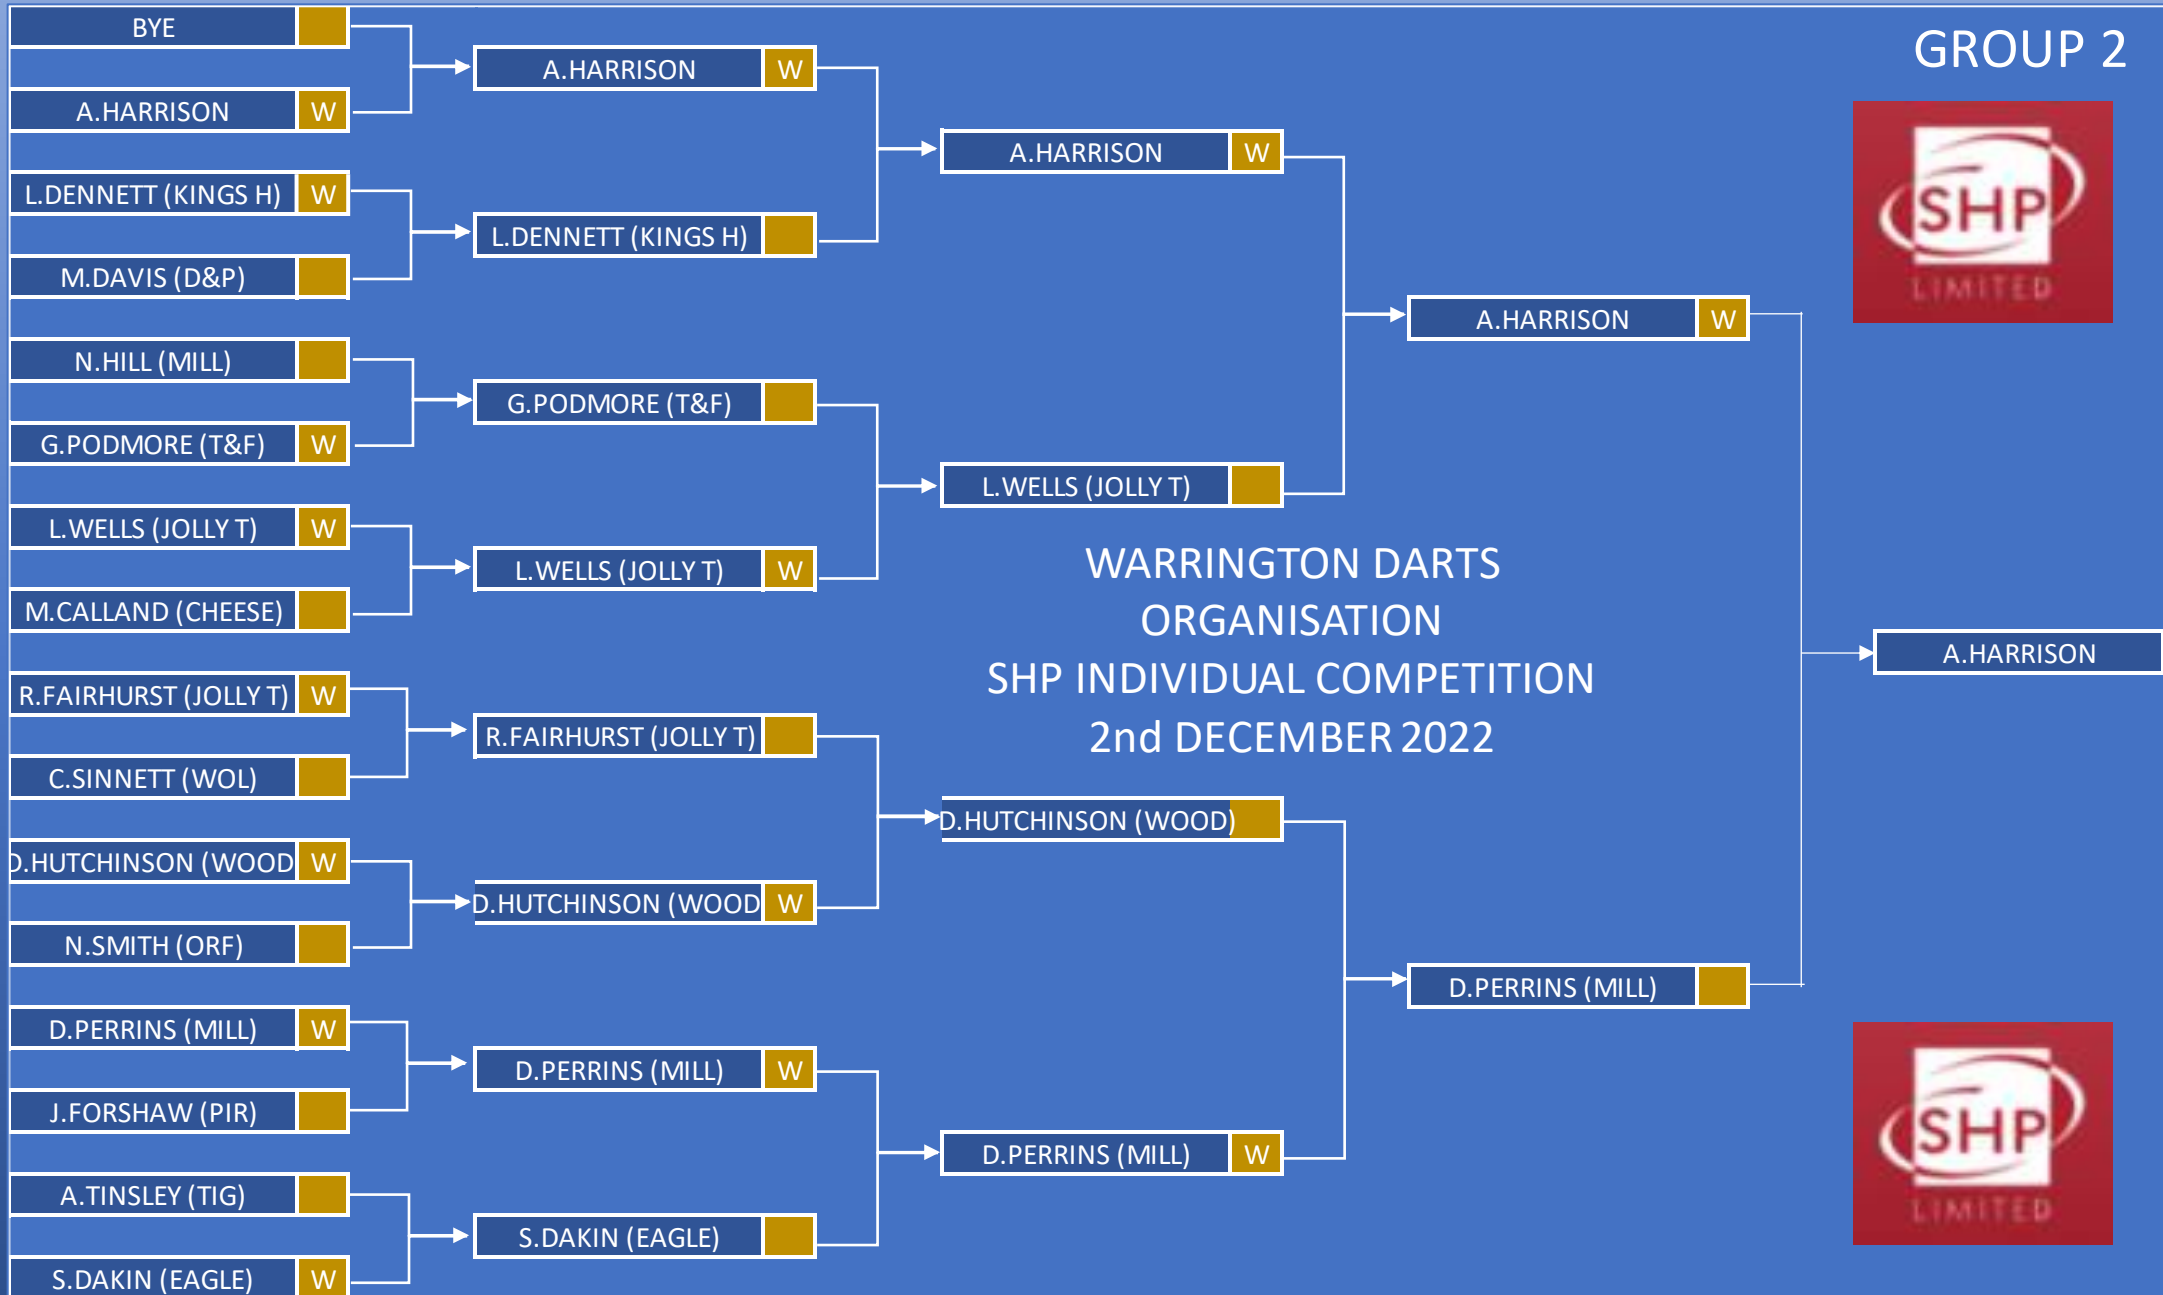 BYE
A.HARRISON W
L.DENNETT (KINGS H) W
M.DAVIS (D&P)
N.HILL (MILL)
G.PODMORE (T&F) W
L.WELLS (JOLLY T) W
M.CALLAND (CHEESE)
R.FAIRHURST (JOLLY T) W
C.SINNETT (WOL)
D.HUTCHINSON (WOOD W
N.SMITH (ORF)
D.PERRINS (MILL) W
J.FORSHAW (PIR)
A.TINSLEY (TIG)
S.DAKIN (EAGLE) W
A.HARRISON W
L.DENNETT (KINGS H)
G.PODMORE (T&F)
L.WELLS (JOLLY T) W
R.FAIRHURST (JOLLY T)
D.HUTCHINSON (WOOD W
D.PERRINS (MILL) W
S.DAKIN (EAGLE)
A.HARRISON W
L.WELLS (JOLLY T)
D.HUTCHINSON (WOOD)
D.PERRINS (MILL) W
WARRINGTON DARTS
ORGANISATION
SHP INDIVIDUAL COMPETITION
2nd DECEMBER 2022
A.HARRISON W
D.PERRINS (MILL)
A.HARRISON
GROUP 2
SHP
LIMITED
SHP
LIMITED